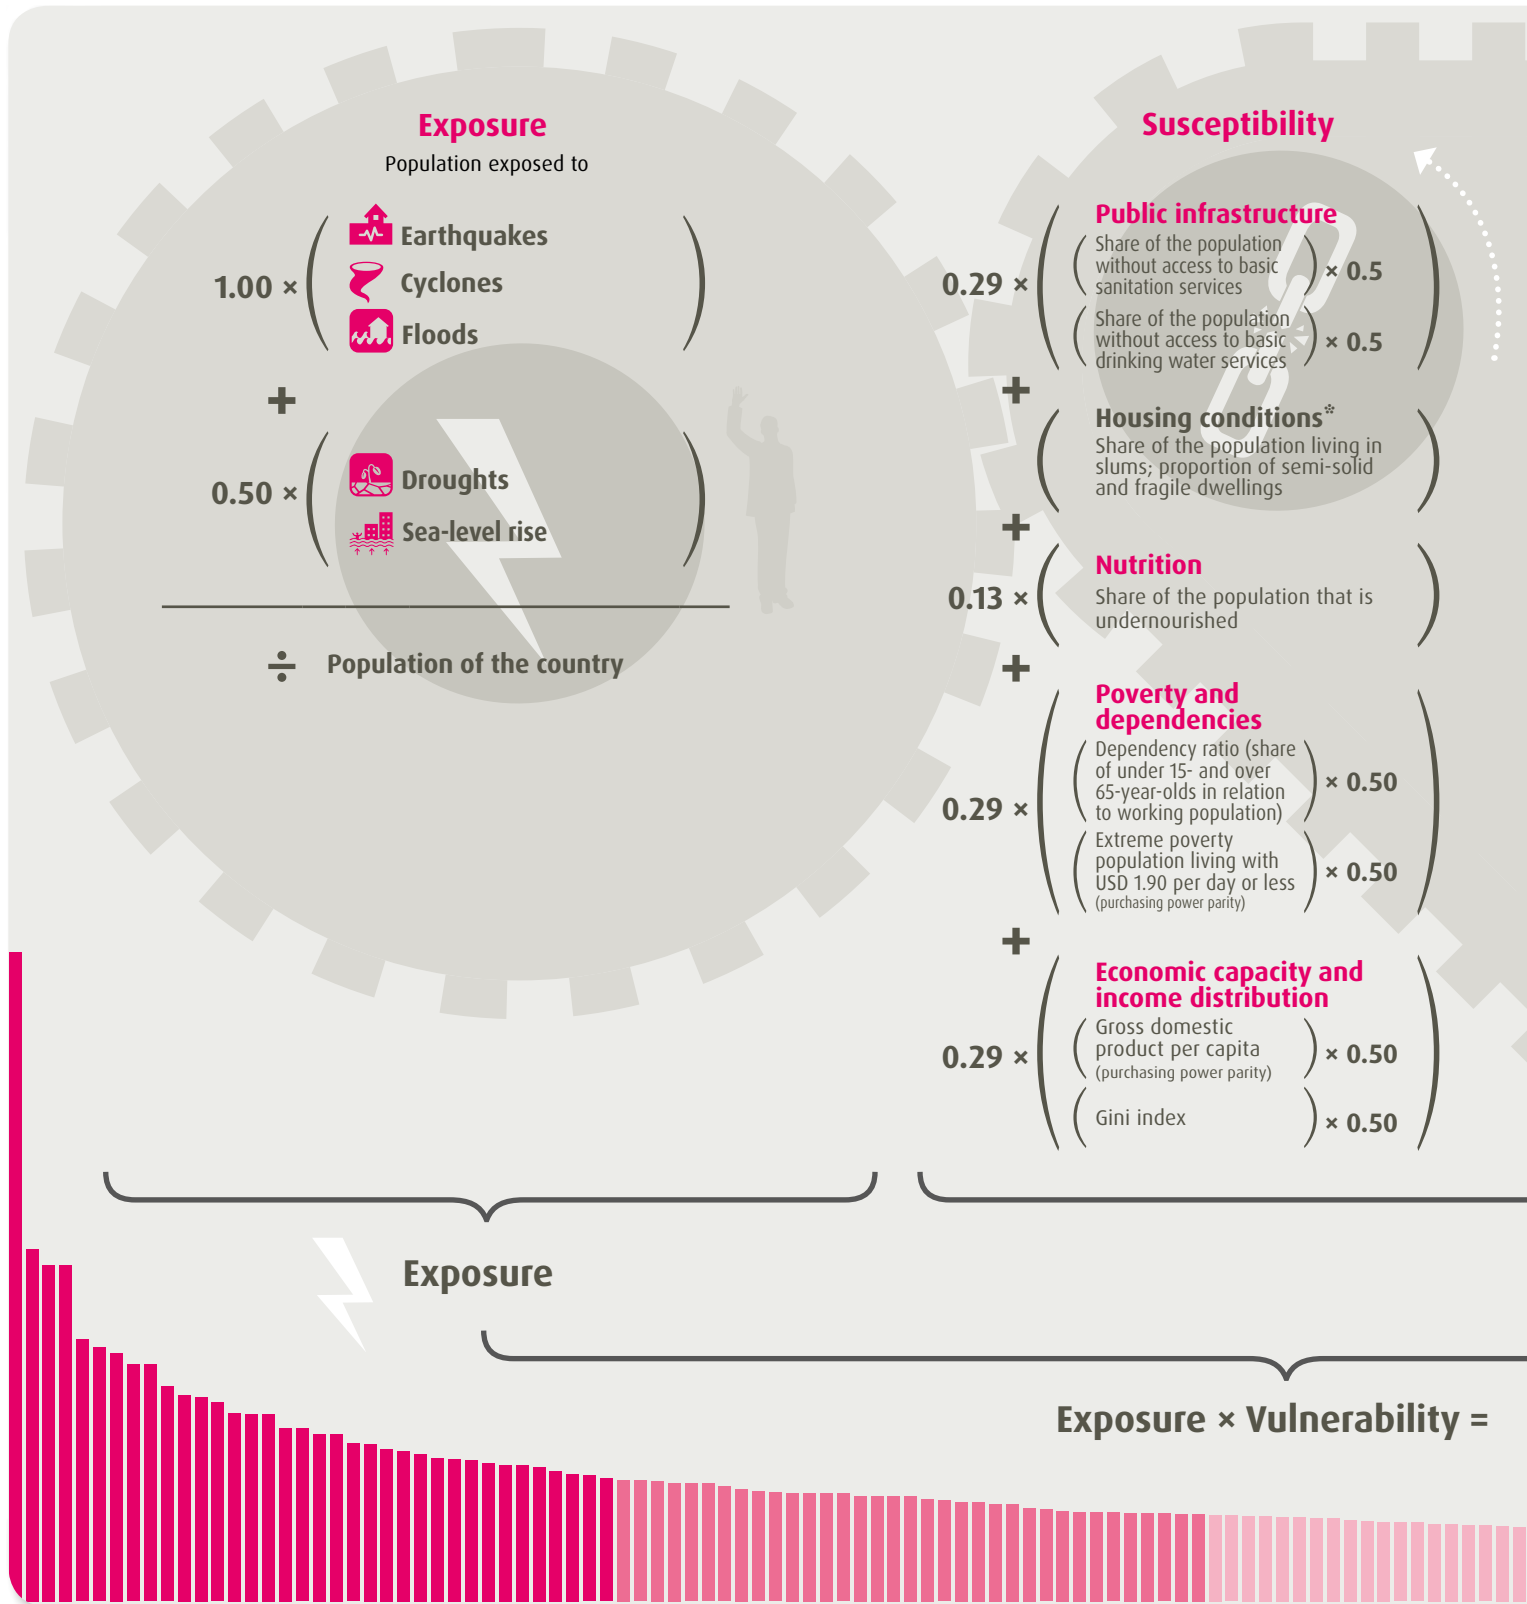 Exposure
Population exposed to
1.00 ×
Earthquakes
Cyclones
Floods
+
0.50 ×
Droughts
Sea-level rise
÷ Population of the country
Susceptibility
0.29 ×
Public infrastructure
(Share of the population
without access to basic
sanitation services) × 0.5
(Share of the population
without access to basic
drinking water services) × 0.5
+
Housing conditions*
Share of the population living in
slums; proportion of semi-solid
and fragile dwellings
+
0.13 ×
Nutrition
Share of the population that is
undernourished
+
0.29 ×
Poverty and
dependencies
(Dependency ratio (share
of under 15- and over
65-year-olds in relation
to working population)) × 0.50
(Extreme poverty
population living with
USD 1.90 per day or less
(purchasing power parity)) × 0.50
+
0.29 ×
Economic capacity and
income distribution
(Gross domestic
product per capita
(purchasing power parity)) × 0.50
(Gini index) × 0.50
Exposure
Exposure × Vulnerability =